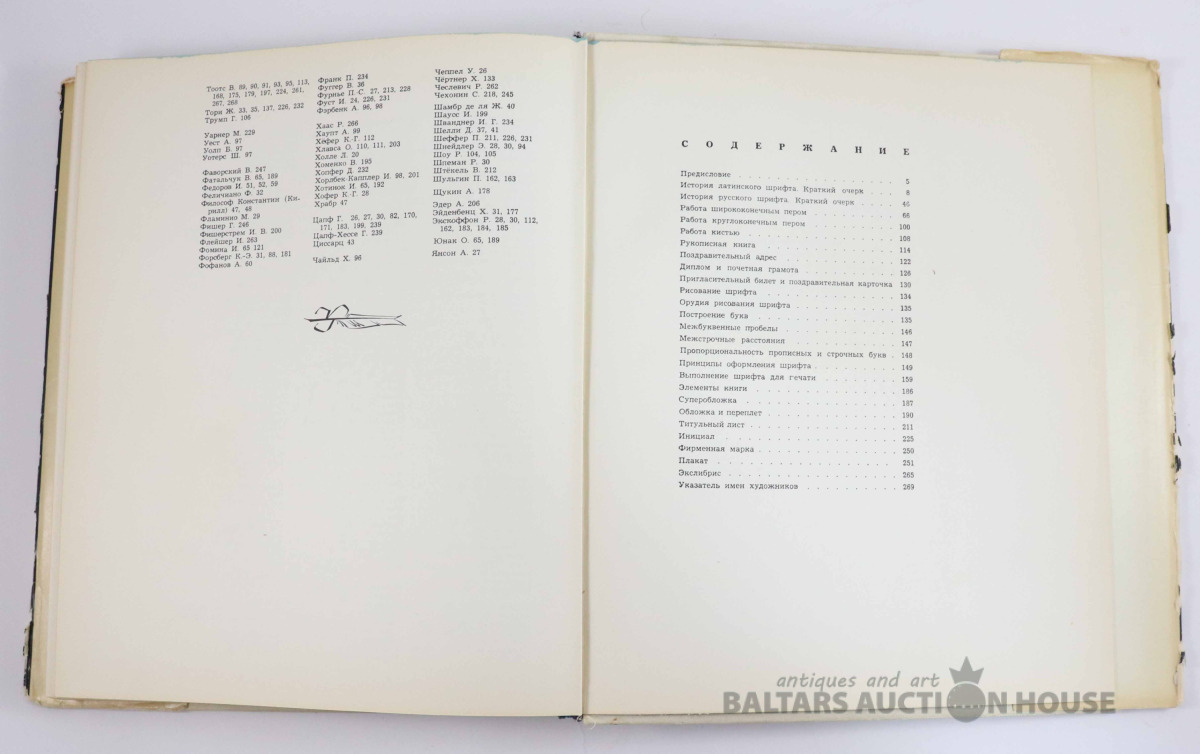 Тоотс В. 89, 90, 91, 93, 95, 113,
168, 175, 179, 197, 224, 261,
267, 268
Тори Ж. 33, 35, 137, 226, 232
Трумп Г. 106
Уарнер М. 229
Уест А. 97
Уолп Б. 97
Уотерс Ш. 97
Фаворский В. 247
Фатальчук В. 65, 189
Федоров И. 51, 52, 59
Феличиано Ф. 32
Философ Константин (Ки-
рилл) 47, 48
Фламинио М. 29
Фишер Г. 246
Фишерстрем И. В. 200
Флейшер И. 263
Фомина И. 65 121
Форсберг К.-Э. 31, 88, 161
Фофанов А. 60
Франк П. 234
Фуггер В. 36
Фурнье П.-С. 27, 213, 228
Фуст И. 24, 226, 231
Фэрбенк А. 96, 98
Хаас Р. 266
Хаупт А. 99
Хёфер К.-Г. 112
Хлавса О. 110, 111, 203
Холле Л. 20
Хоменко В. 195
Хопфер Д. 232
Хорлбек-Капплер И. 98, 201
Хотинок И. 65, 192
Хофер К.-Г. 28
Храбр 47
Цапф Г. 26, 27, 30, 82, 170,
171, 183, 199, 239
Цапф-Хессе Г. 239
Циссарц 43
Чайльд Х. 96
Чеппел У. 26
Чёртнер Х. 133
Чеслевич Р. 262
Чехонин С. 218, 245
Шамбр де ля Ж. 40
Шаусс И. 199
Шванднер И. Г. 234
Шелли Д. 37, 41
Шеффер П. 211, 226, 231
Шнейдлер Э. 28, 30, 94
Шоу Р. 104, 105
Шпеман Р. 30
Штёкель В. 212
Шульгин П. 162, 163
Щукин А. 178
Эдер А. 206
Эйденбенц Х. 31, 177
Экскоффон Р. 28, 30, 112,
162, 183, 184, 185
Юнак О. 65, 189
Янсон А. 27
СОДЕРЖАНИЕ
Предисловие . . . 5
История латинского шрифта. Краткий очерк . . . 8
История русского шрифта. Краткий очерк . . . 46
Работа ширококонечным пером . . . 66
Работа круглоконечным пером . . . 100
Работа кистью . . . 108
Рукописная книга . . . 114
Поздравительный адрес . . . 122
Диплом и почетная грамота . . . 126
Пригласительный билет и поздравительная карточка 130
Рисование шрифта . . . 134
Орудия рисования шрифта . . . 135
Построение букв . . . 135
Межбуквенные пробелы . . . 146
Межстрочные расстояния . . . 147
Пропорциональность прописных и строчных букв . 148
Принципы оформления шрифта . . . 149
Выполнение шрифта для печати . . . 159
Элементы книги . . . 186
Суперобложка . . . 187
Обложка и переплет . . . 190
Титульный лист . . . 211
Инициал . . . 225
Фирменная марка . . . 250
Плакат . . . 251
Экслибрис . . . 265
Указатель имен художников . . . 269
antiques and art
BALTARS AUCTION HOUSE